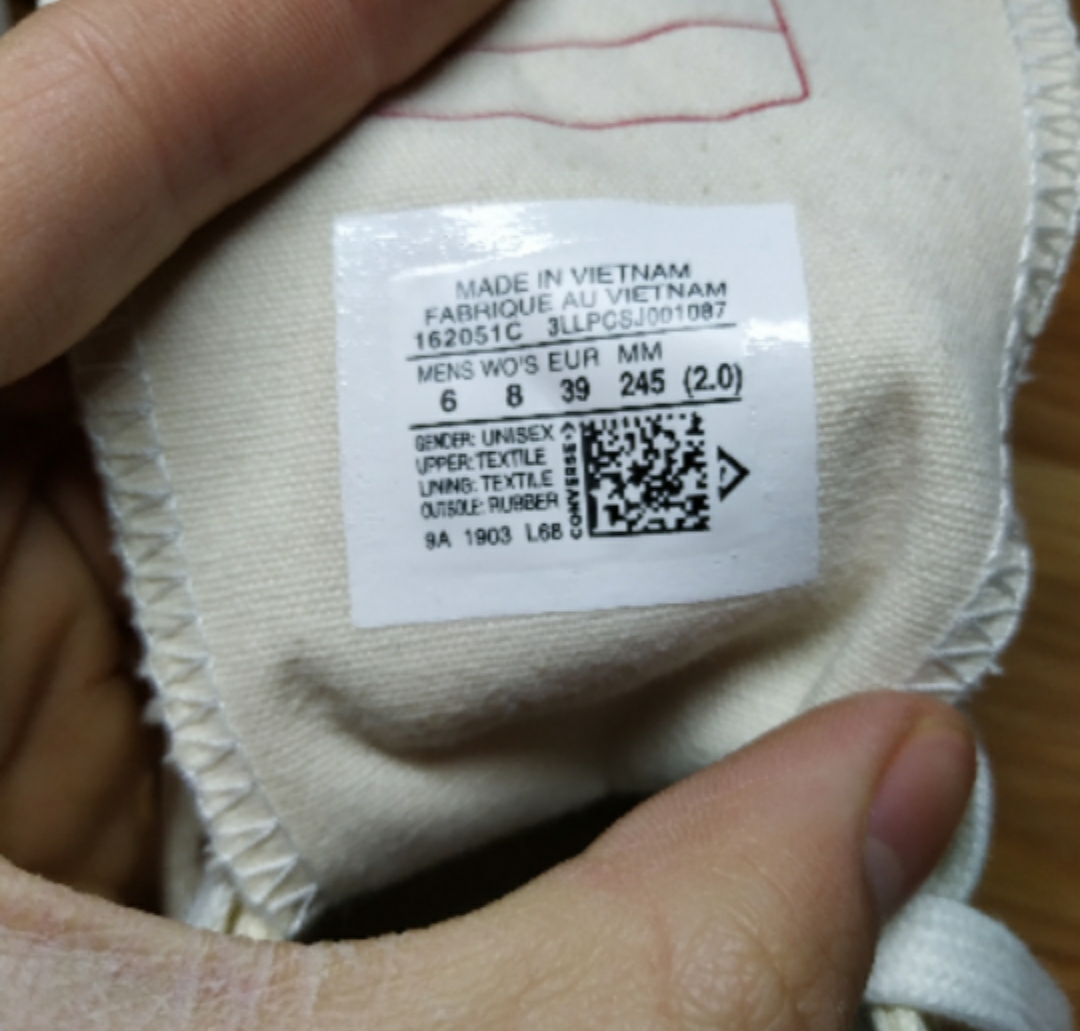 MADE IN VIETNAM
FABRIQUE AU VIETNAM
162051C 3LLPCSJ001087
MENS WO'S EUR MM
6 8 39 245 (2.0)
GENDER: UNISEX
UPPER: TEXTILE
LINING: TEXTILE
OUTSOLE: RUBBER
9A 1903 L68
CONVERSE